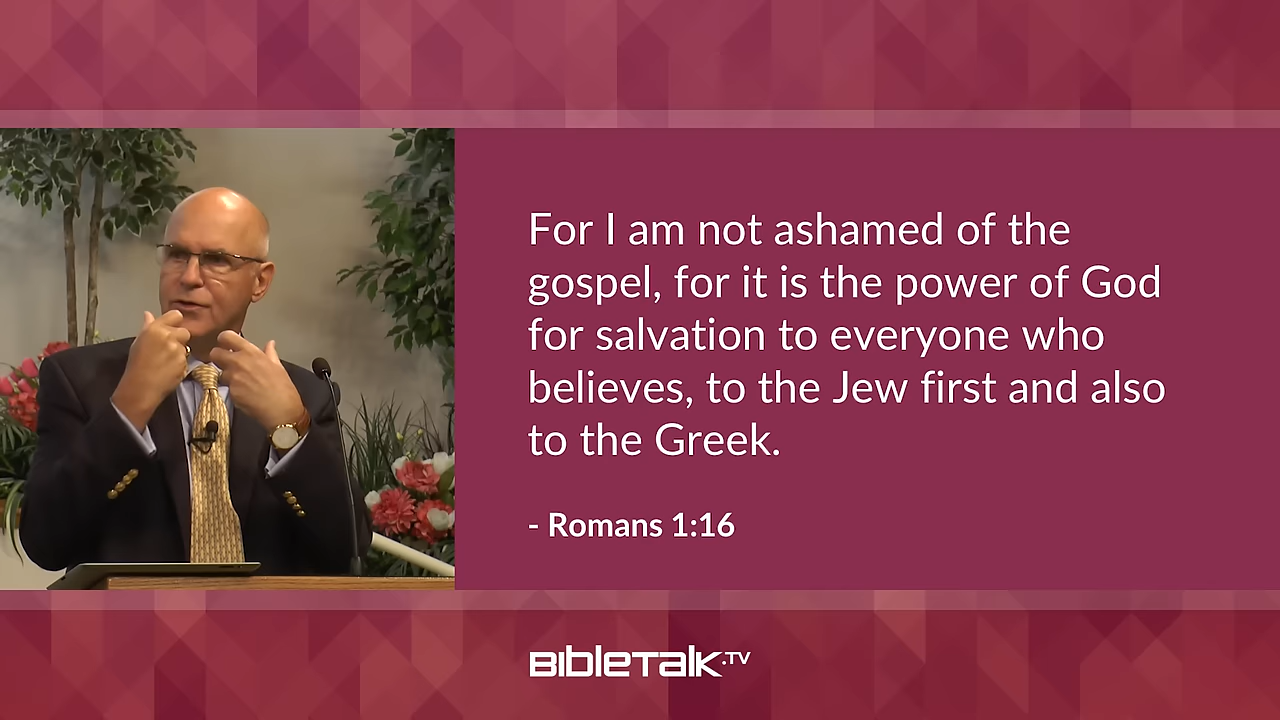 For I am not ashamed of the
gospel, for it is the power of God
for salvation to everyone who
believes, to the Jew first and also
to the Greek.
- Romans 1:16
BIBLETALK.TV